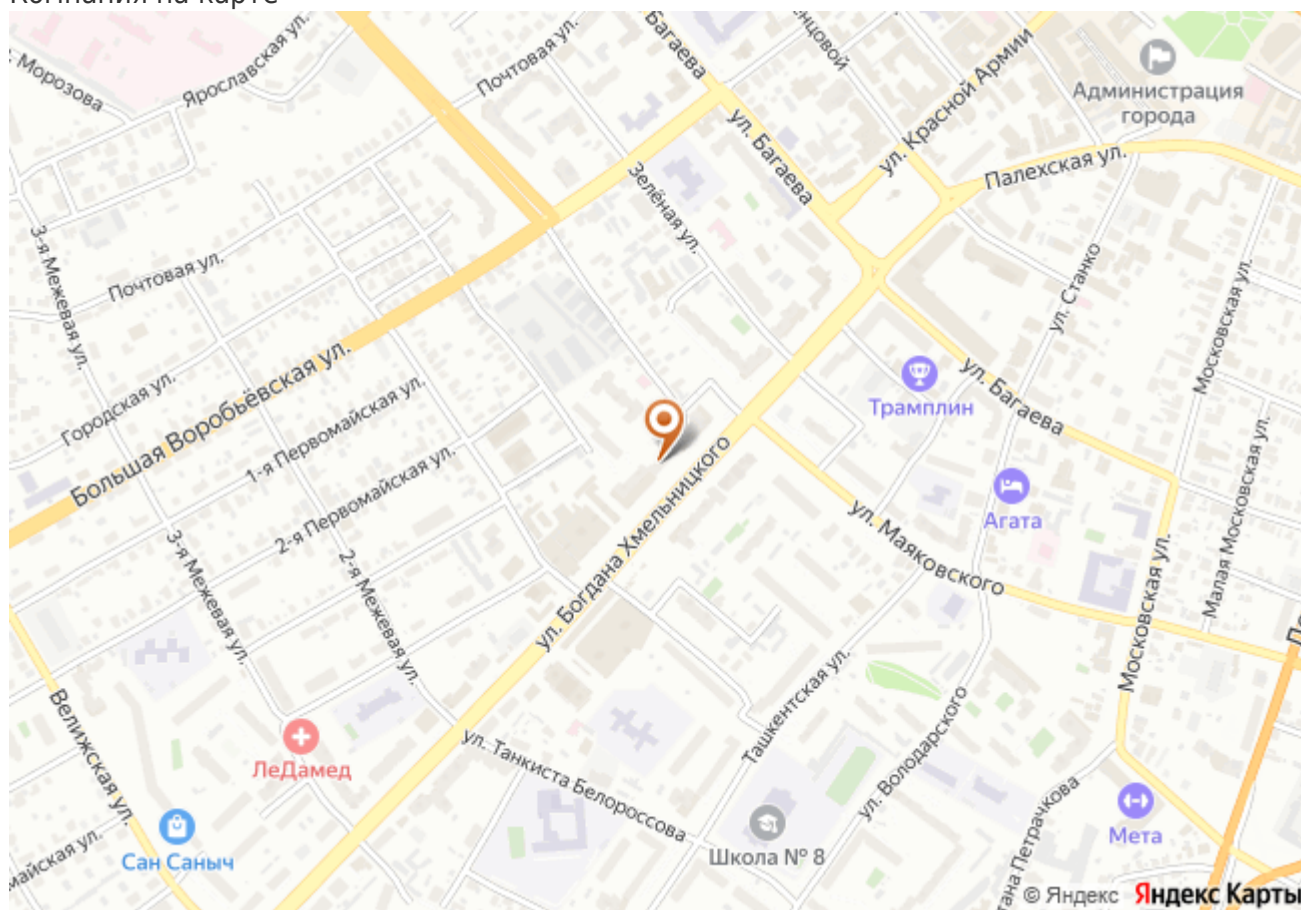 Компания на карте
Морозова
Ярославская ул.
Почтовая ул.
Багаева
ул. Багаева
ул. Красной Армии
Администрация
города
Палехская ул.
Зелёная ул.
3-я Межевая ул.
Почтовая ул.
ул. Станко
Московская ул.
Городская ул.
Большая Воробьёвская ул.
1-я Первомайская ул.
2-я Первомайская ул.
Трамплин
ул. Багаева
Малая Московская ул.
Агата
ул. Маяковского
ул. Богдана Хмельницкого
3-я Межевая ул.
2-я Межевая ул.
Московская ул.
Ташкентская ул.
ул. Володарского
Велижская ул.
ЛеДамед
ул. Танкиста Белороссова
Сан Саныч
Школа № 8
Мета
© Яндекс Яндекс Карты